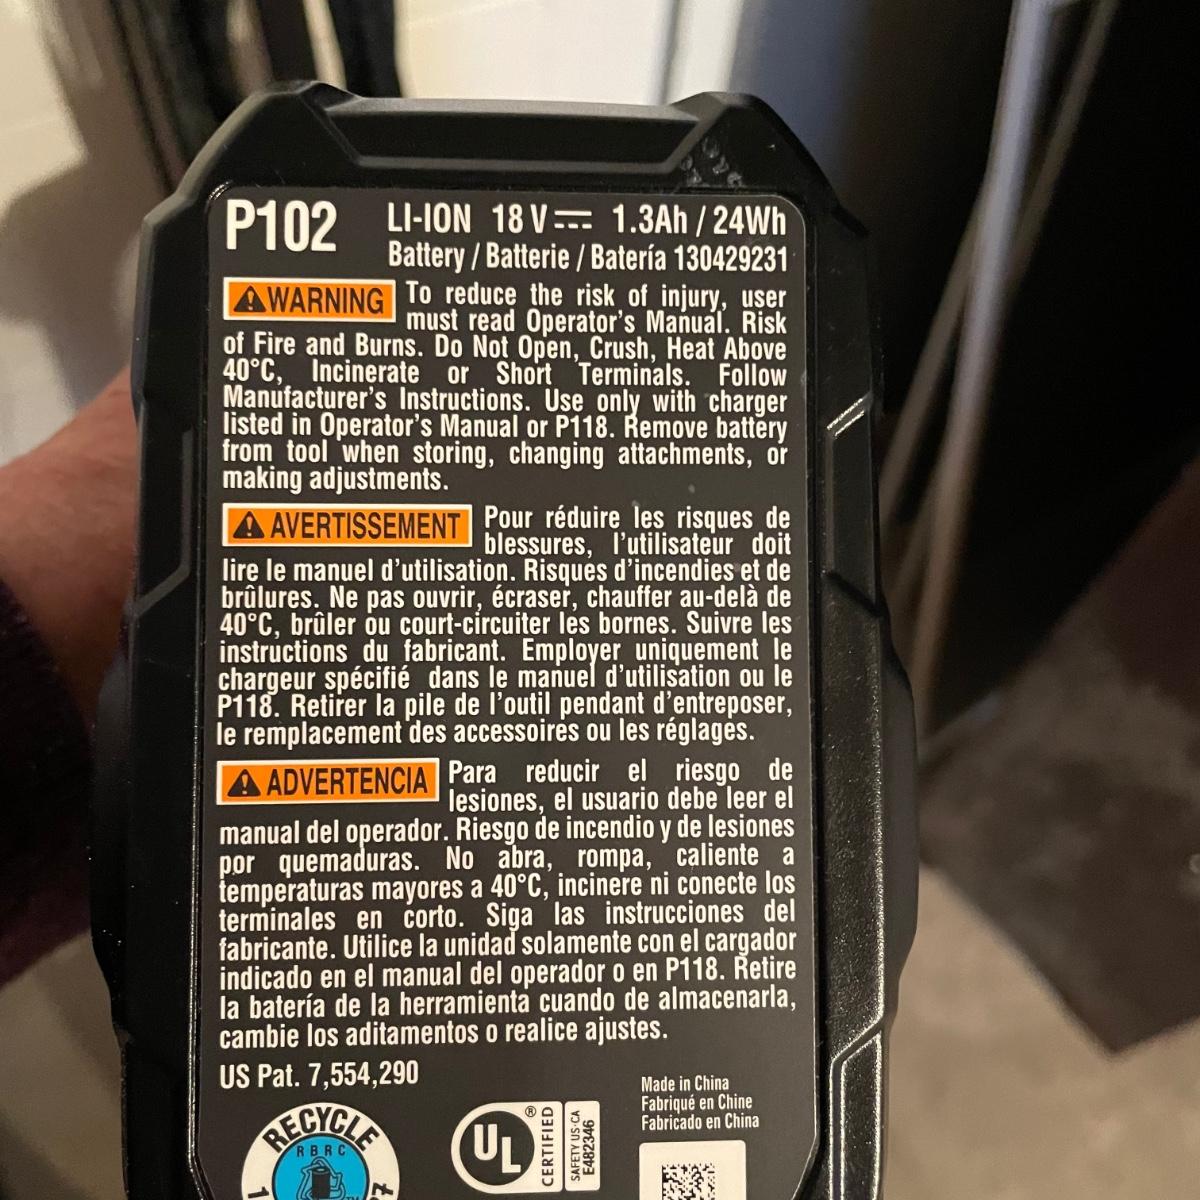 P102 LI-ION 18 V⎓ 1.3Ah / 24Wh
Battery / Batterie / Batería 130429231
⚠WARNING To reduce the risk of injury, user
must read Operator's Manual. Risk
of Fire and Burns. Do Not Open, Crush, Heat Above
40°C, Incinerate or Short Terminals. Follow
Manufacturer's Instructions. Use only with charger
listed in Operator's Manual or P118. Remove battery
from tool when storing, changing attachments, or
making adjustments.
⚠ AVERTISSEMENT Pour réduire les risques de
blessures, l'utilisateur doit
lire le manuel d'utilisation. Risques d'incendies et de
brûlures. Ne pas ouvrir, écraser, chauffer au-delà de
40°C, brûler ou court-circuiter les bornes. Suivre les
instructions du fabricant. Employer uniquement le
chargeur spécifié dans le manuel d'utilisation ou le
P118. Retirer la pile de l'outil pendant d'entreposer,
le remplacement des accessoires ou les réglages.
⚠ ADVERTENCIA Para reducir el riesgo de
lesiones, el usuario debe leer el
manual del operador. Riesgo de incendio y de lesiones
por quemaduras. No abra, rompa, caliente a
temperaturas mayores a 40°C, incinere ni conecte los
terminales en corto. Siga las instrucciones del
fabricante. Utilice la unidad solamente con el cargador
indicado en el manual del operador o en P118. Retire
la batería de la herramienta cuando de almacenarla,
cambie los aditamentos o realice ajustes.
US Pat. 7,554,290
RECYCLE
RBRC
UL®
CERTIFIED
SAFETY US-CA
E482346
Made in China
Fabriqué en Chine
Fabricado en China